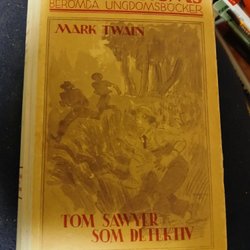 BERÖMDA UNGDOMSBÖCKER
MARK TWAIN
TOM SAWYER
SOM DETEKTIV